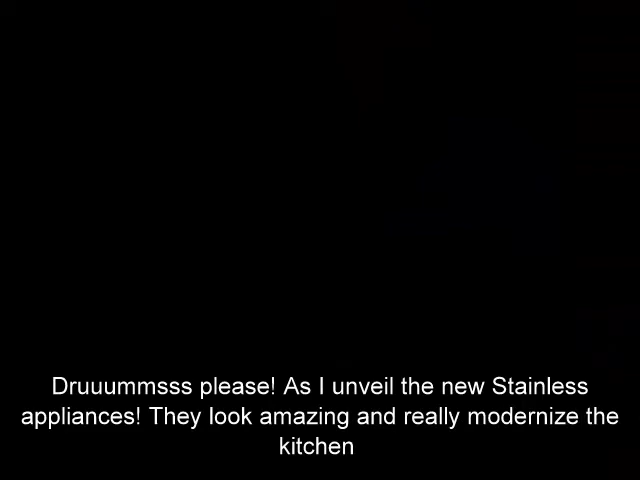 Druuummsss please! As I unveil the new Stainless
appliances! They look amazing and really modernize the
kitchen